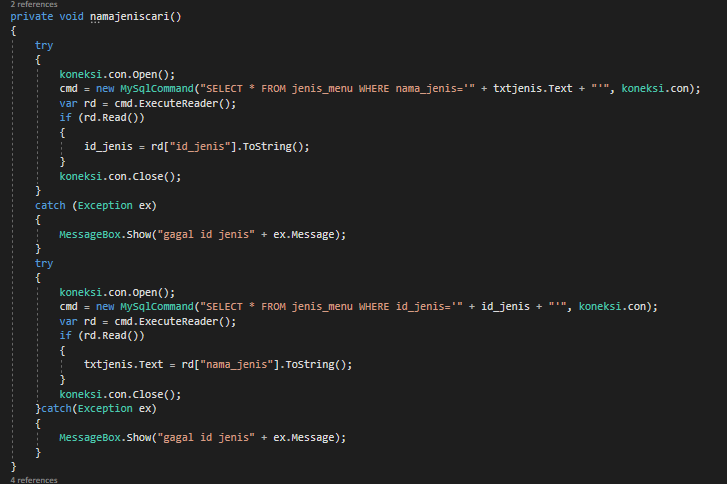 2 references
private void namajeniscari()
{
try
{
koneksi.con.Open();
cmd = new MySqlCommand("SELECT * FROM jenis_menu WHERE nama_jenis='" + txtjenis.Text + "'", koneksi.con);
var rd = cmd.ExecuteReader();
if (rd.Read())
{
id_jenis = rd["id_jenis"].ToString();
}
koneksi.con.Close();
}
catch (Exception ex)
{
MessageBox.Show("gagal id jenis" + ex.Message);
}
try
{
koneksi.con.Open();
cmd = new MySqlCommand("SELECT * FROM jenis_menu WHERE id_jenis='" + id_jenis + "'", koneksi.con);
var rd = cmd.ExecuteReader();
if (rd.Read())
{
txtjenis.Text = rd["nama_jenis"].ToString();
}
koneksi.con.Close();
}catch(Exception ex)
{
MessageBox.Show("gagal id jenis" + ex.Message);
}
}
4 references